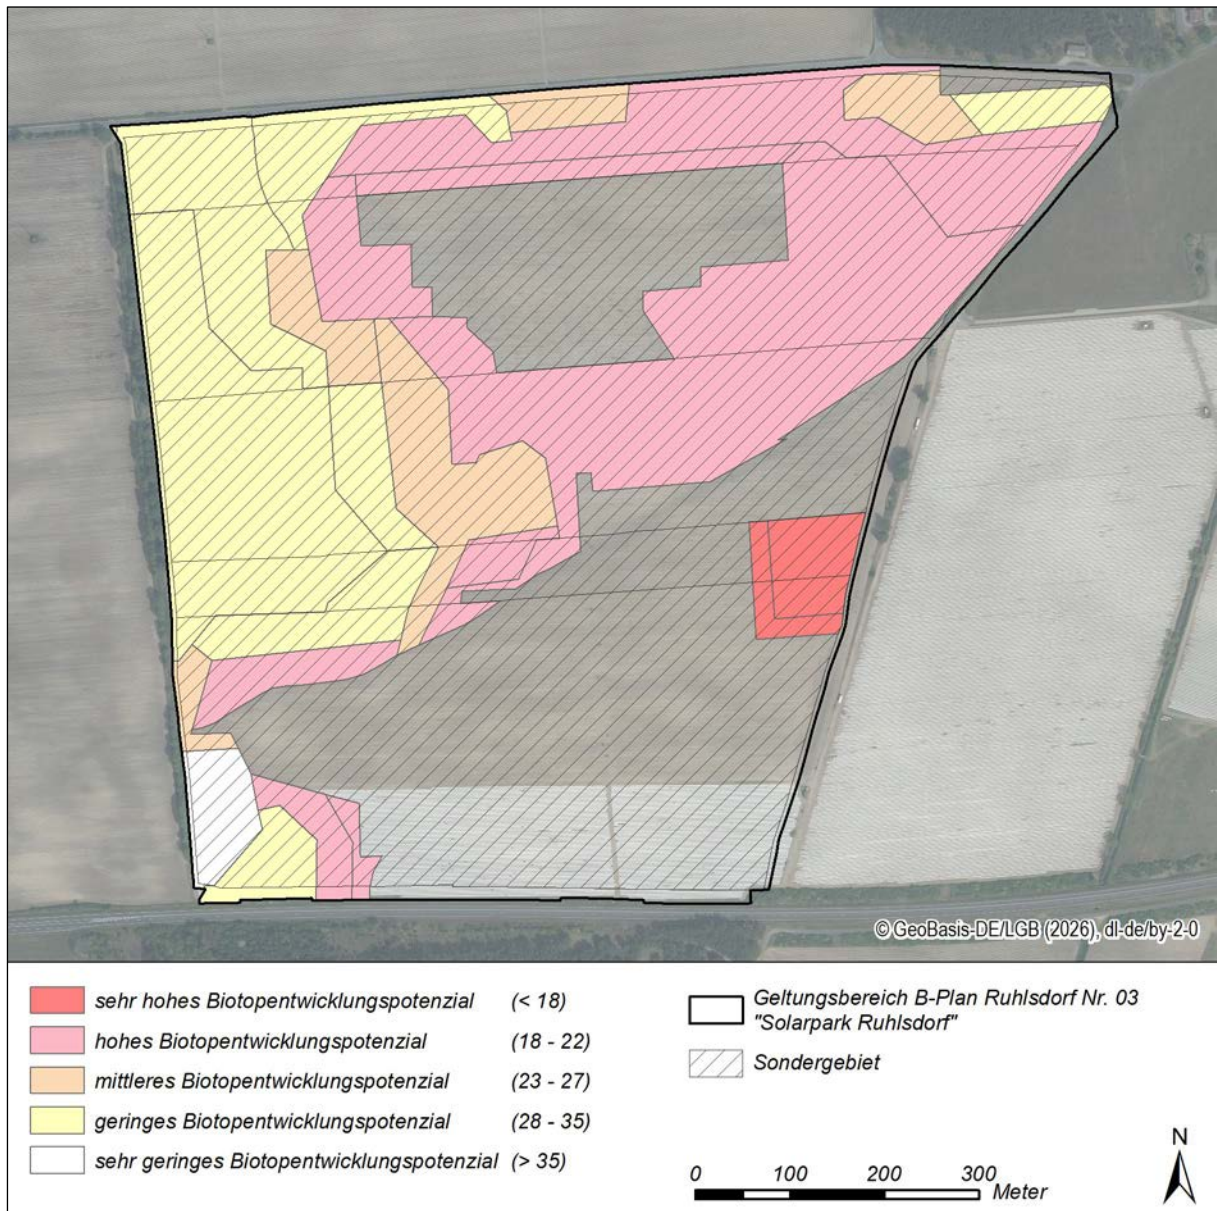 © GeoBasis-DE/LGB (2026), dl-de/by-2-0
sehr hohes Biotopentwicklungspotenzial (< 18)
hohes Biotopentwicklungspotenzial (18 - 22)
mittleres Biotopentwicklungspotenzial (23 - 27)
geringes Biotopentwicklungspotenzial (28 - 35)
sehr geringes Biotopentwicklungspotenzial (> 35)
Geltungsbereich B-Plan Ruhlsdorf Nr. 03
"Solarpark Ruhlsdorf"
Sondergebiet
0 100 200 300
Meter
N